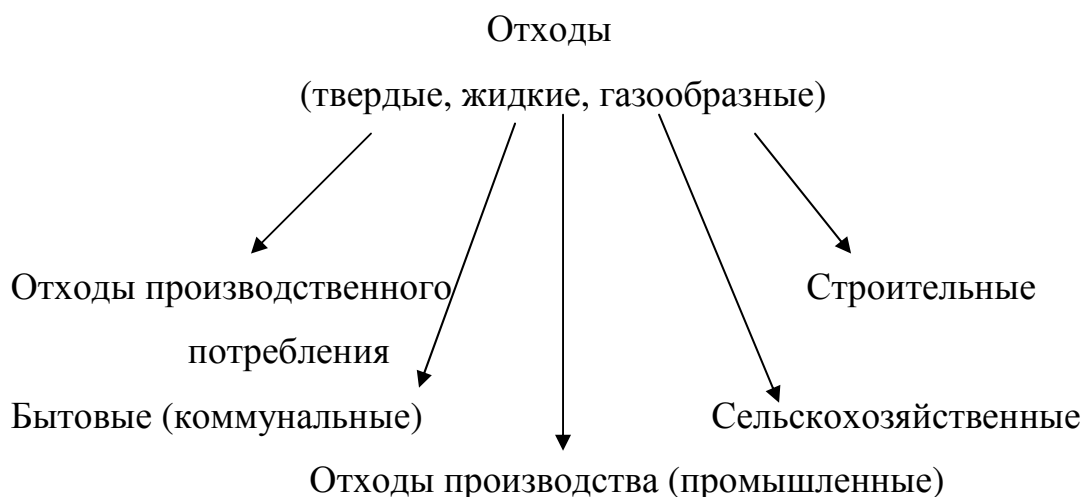 Отходы
(твердые, жидкие, газообразные)
Отходы производственного
потребления
Строительные
Бытовые (коммунальные)
Сельскохозяйственные
Отходы производства (промышленные)